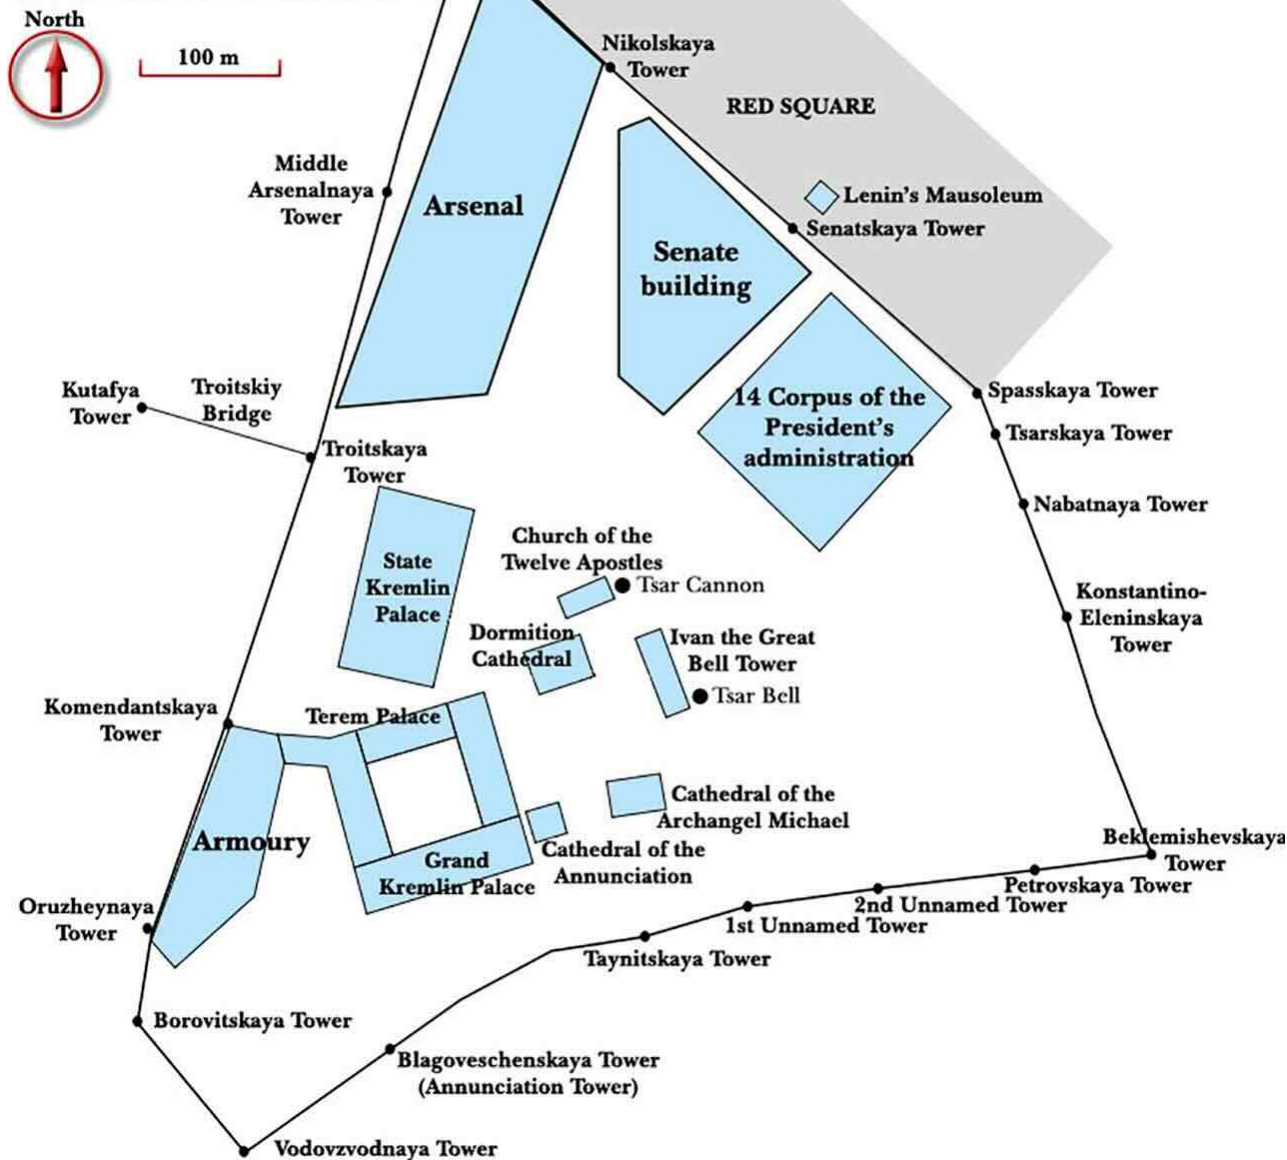 North
100 m
Nikolskaya
Tower
RED SQUARE
Middle
Arsenalnaya
Tower
Arsenal
Lenin's Mausoleum
Senatskaya Tower
Senate
building
Kutafya
Tower
Troitskiy
Bridge
Spasskaya Tower
14 Corpus of the
President's
administration
Tsarskaya Tower
Troitskaya
Tower
Nabatnaya Tower
State
Kremlin
Palace
Church of the
Twelve Apostles
Tsar Cannon
Konstantino-
Eleninskaya
Tower
Dormition
Cathedral
Ivan the Great
Bell Tower
Tsar Bell
Komendantskaya
Tower
Terem Palace
Cathedral of the
Archangel Michael
Armoury
Grand
Kremlin Palace
Cathedral of the
Annunciation
Beklemishevskaya
Tower
Petrovskaya Tower
2nd Unnamed Tower
1st Unnamed Tower
Taynitskaya Tower
Oruzheynaya
Tower
Borovitskaya Tower
Blagoveschenskaya Tower
(Annunciation Tower)
Vodovzvodnaya Tower